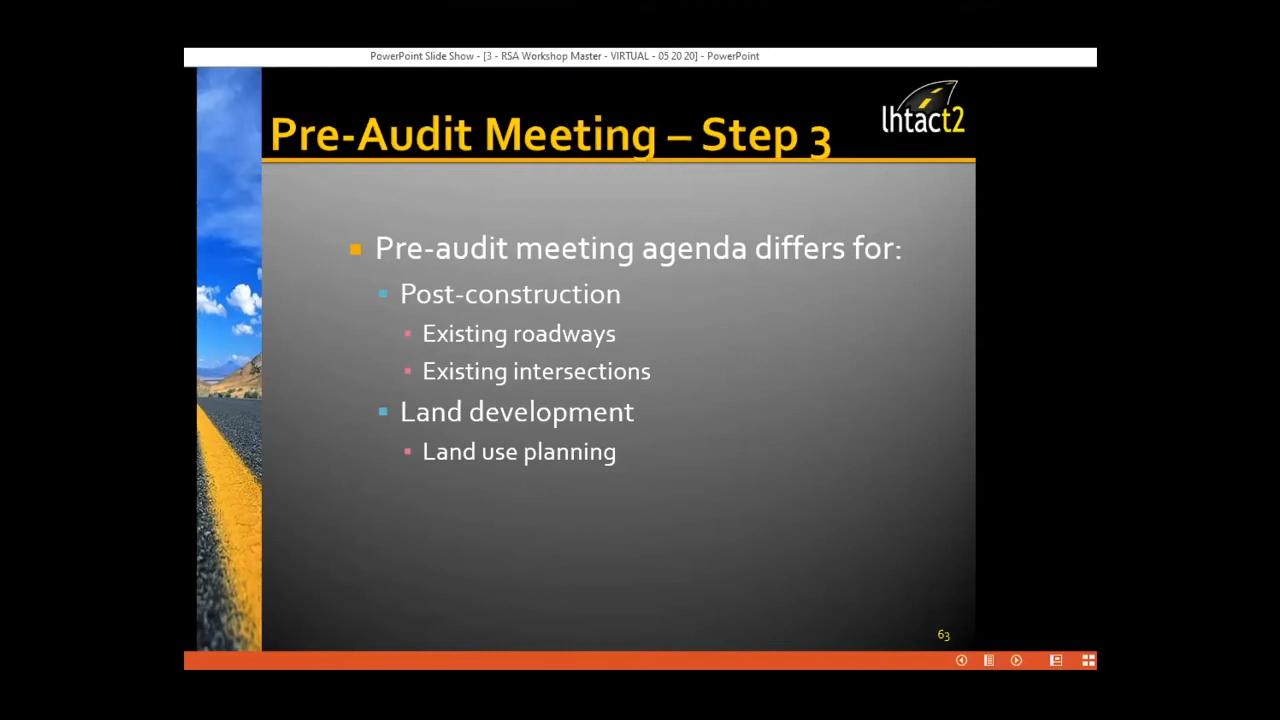 PowerPoint Slide Show - [3 - RSA Workshop Master - VIRTUAL - 05 20 20] - PowerPoint
lhtact2
Pre-Audit Meeting – Step 3
Pre-audit meeting agenda differs for:
Post-construction
Existing roadways
Existing intersections
Land development
Land use planning
63